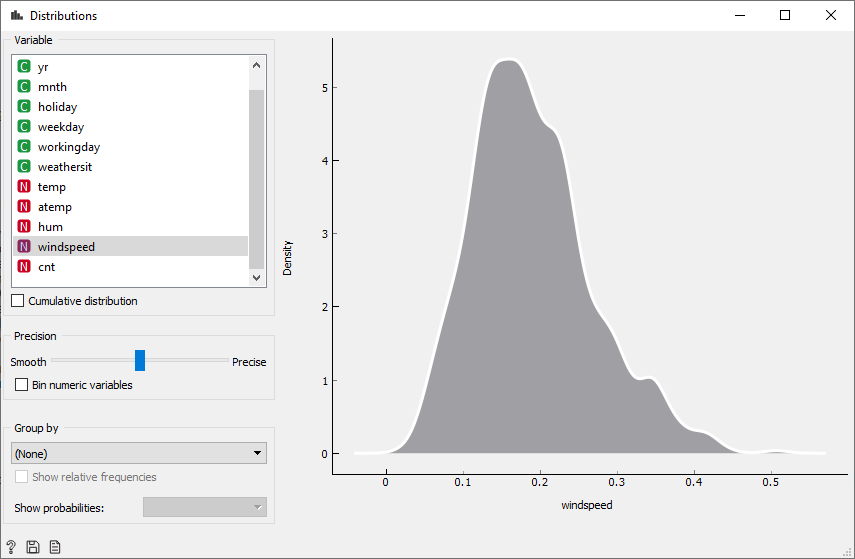 Distributions
Variable
C yr
C mnth
C holiday
C weekday
C workingday
C weathersit
N temp
N atemp
N hum
N windspeed
N cnt
Cumulative distribution
Precision
Smooth Precise
Bin numeric variables
Group by
(None)
Show relative frequencies
Show probabilities:
?
Density
5
4
3
2
1
0
0 0.1 0.2 0.3 0.4 0.5
windspeed